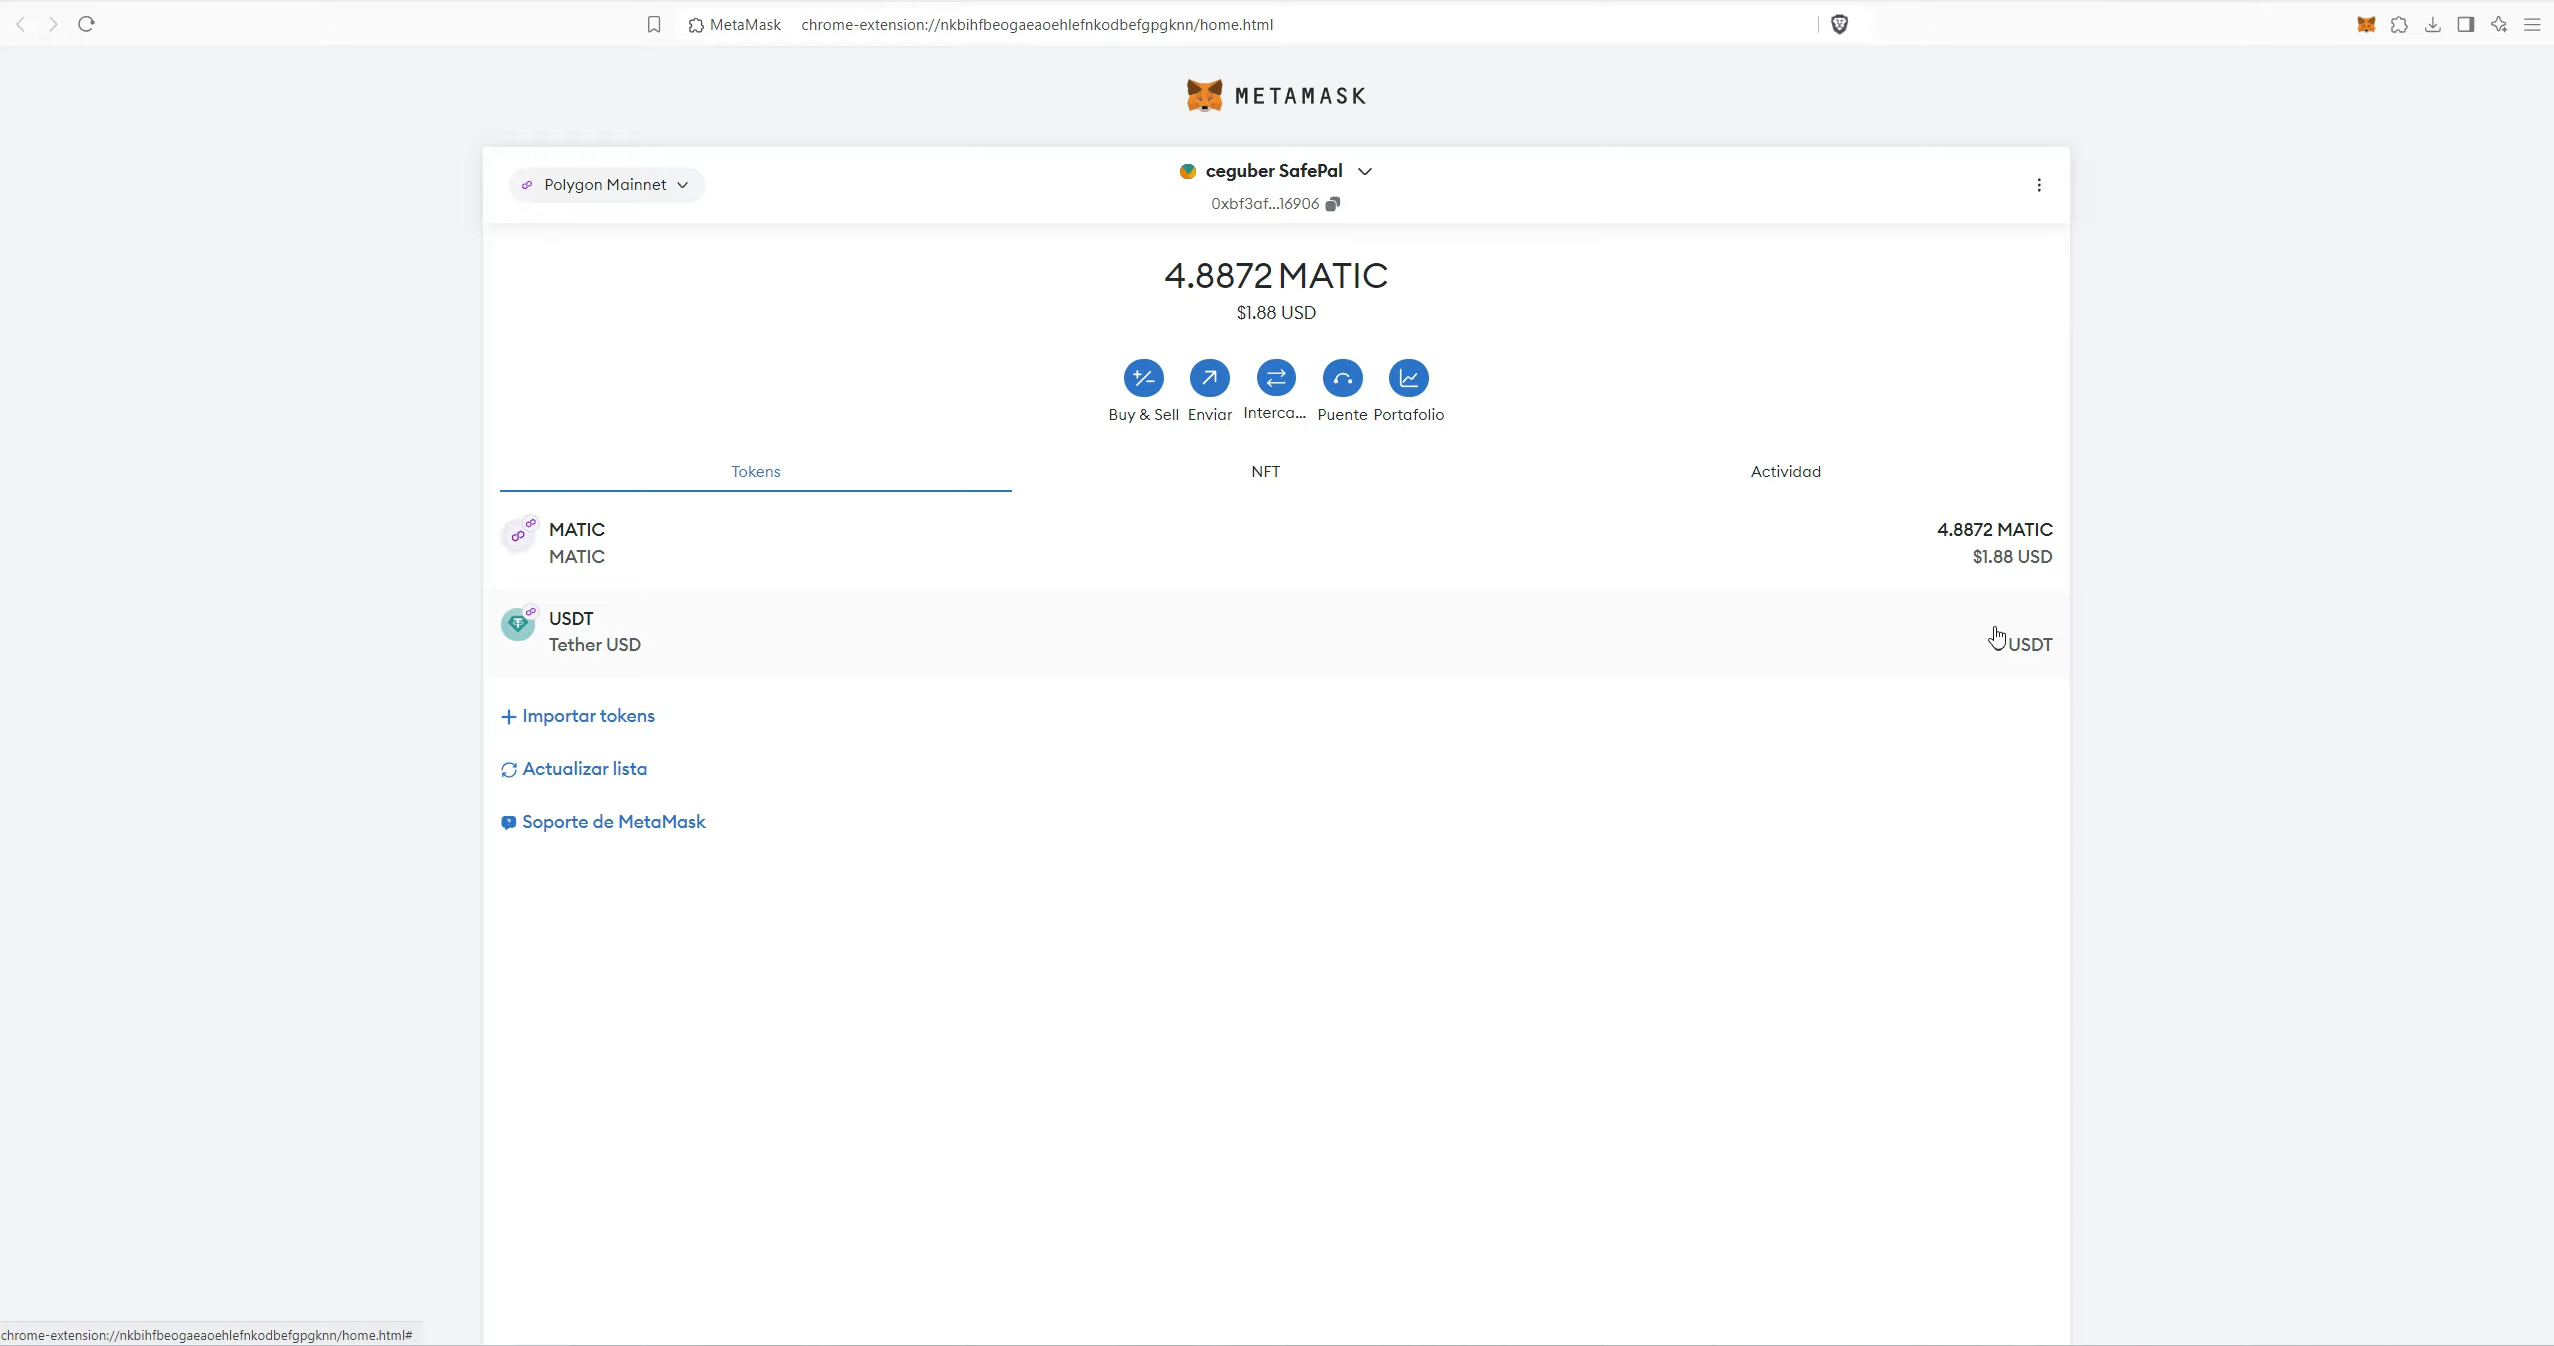 MetaMask chrome-extension://nkbihfbeogaeaoehlefnkodbefgpgknn/home.html
METAMASK
Polygon Mainnet
ceguber SafePal
0xbf3af...16906
4.8872 MATIC
$1.88 USD
Buy & Sell Enviar Interca... Puente Portafolio
Tokens NFT Actividad
MATIC 4.8872 MATIC
MATIC $1.88 USD
USDT
Tether USD USDT
Importar tokens
Actualizar lista
Soporte de MetaMask
chrome-extension://nkbihfbeogaeaoehlefnkodbefgpgknn/home.html#